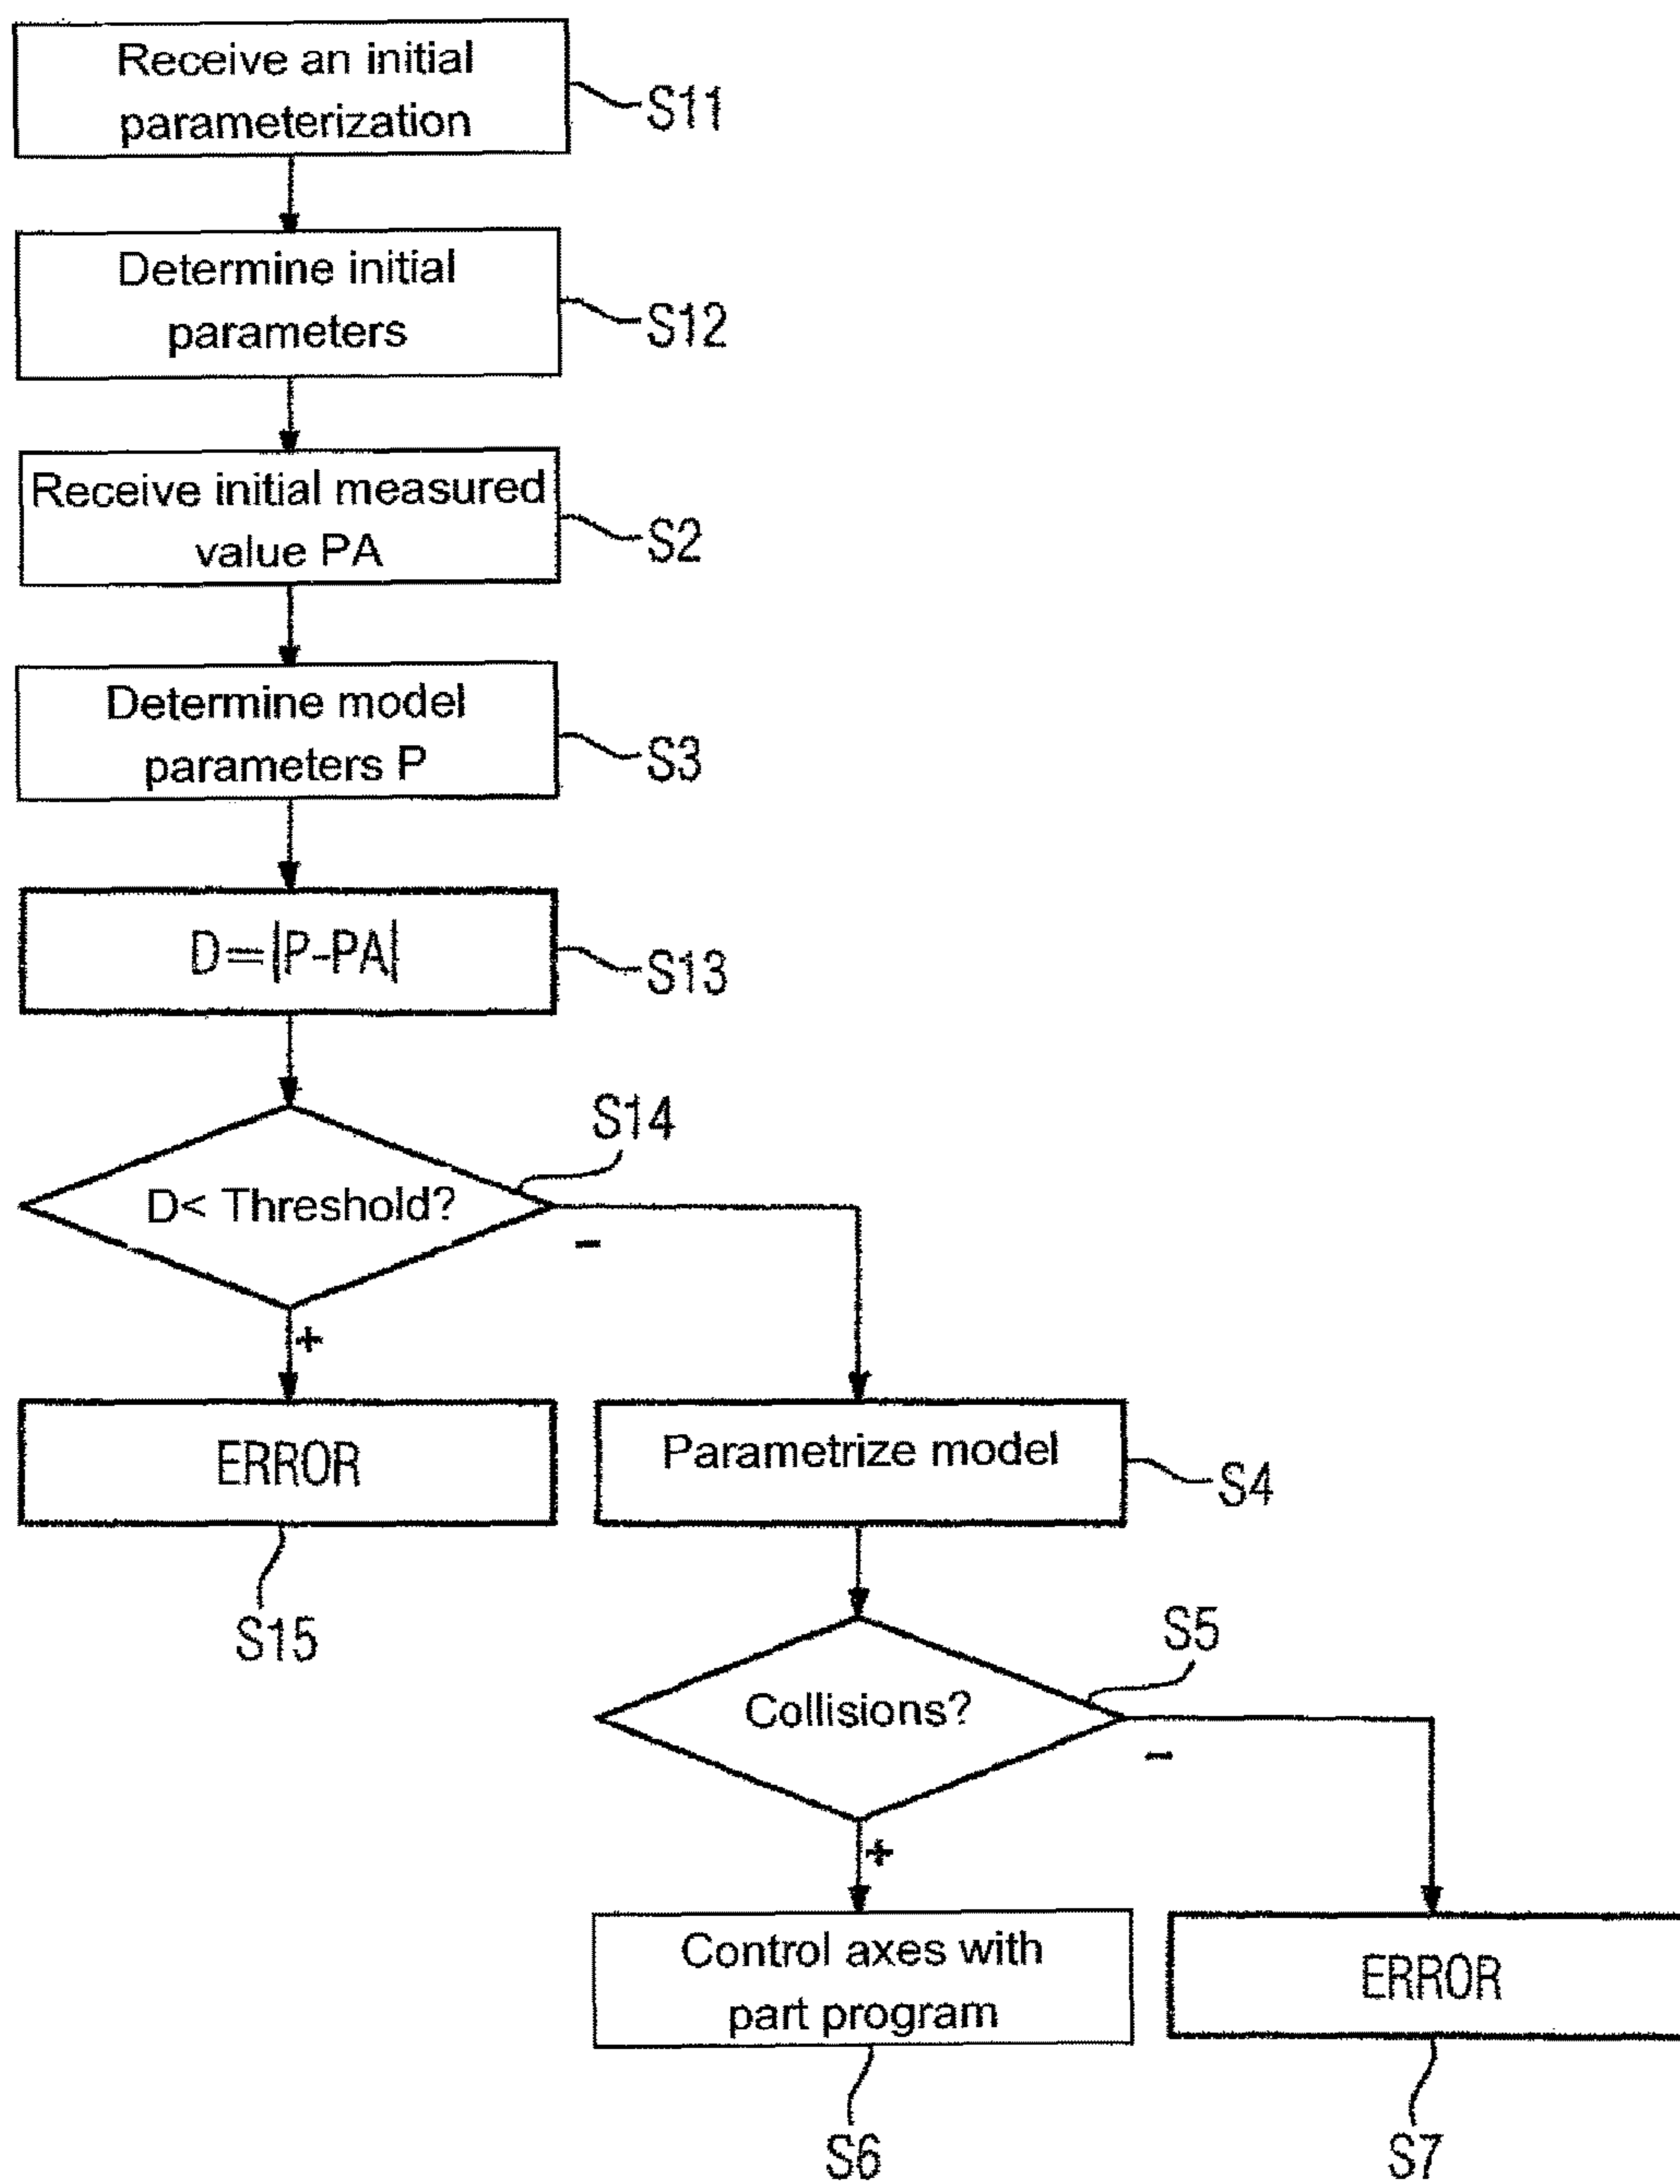 Receive an initial
parameterization
S11
Determine initial
parameters
S12
Receive initial measured
value PA
S2
Determine model
parameters P
S3
D=|P-PA|
S13
S14
D< Threshold?
-
+
ERROR
S15
Parametrize model
S4
S5
Collisions?
-
+
Control axes with
part program
S6
ERROR
S7